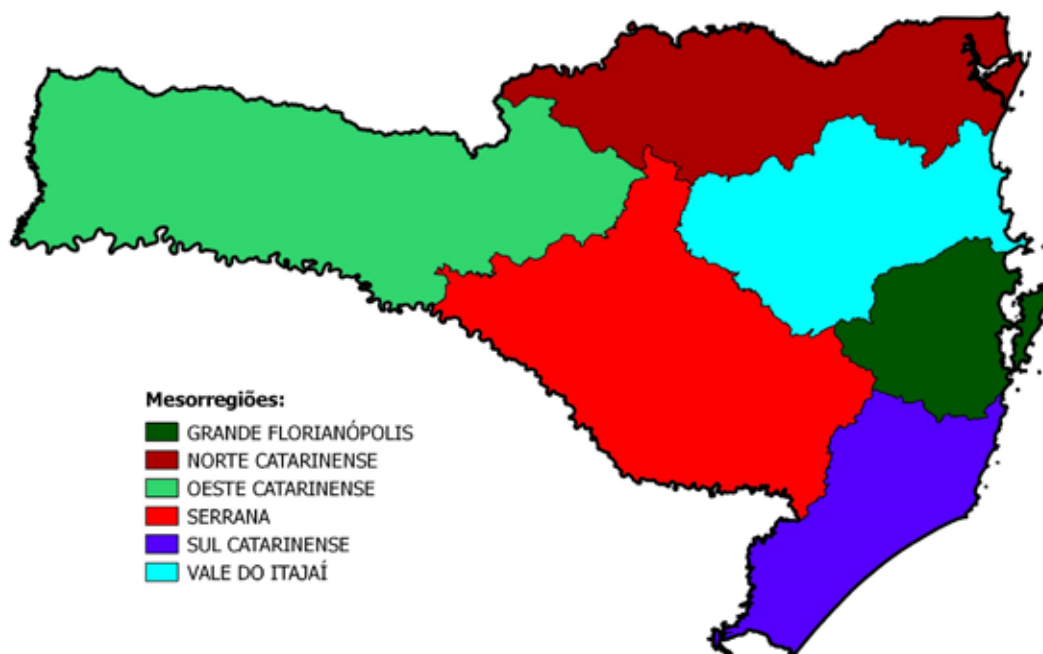 Mesorregiões:
GRANDE FLORIANÓPOLIS
NORTE CATARINENSE
OESTE CATARINENSE
SERRANA
SUL CATARINENSE
VALE DO ITAJAÍ